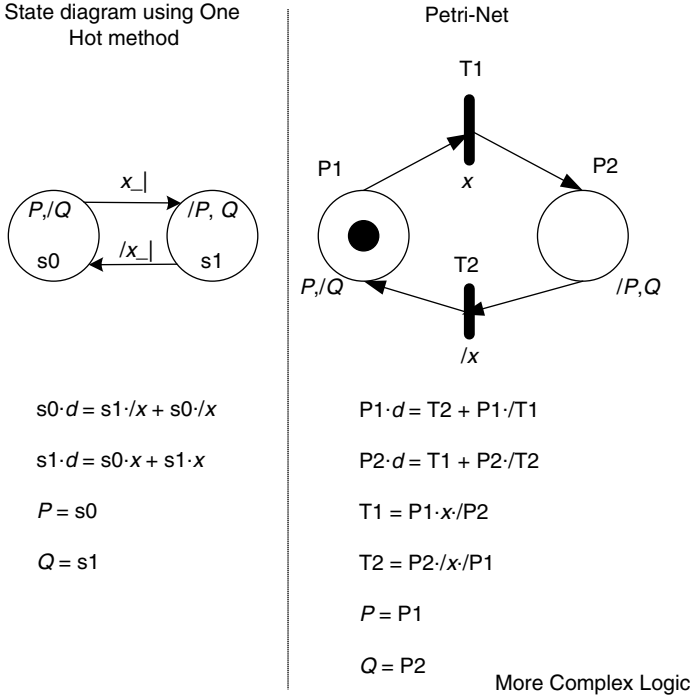 State diagram using One
Hot method
P,/Q
s0
x_|
/x_|
/P, Q
s1
s0·d = s1·/x + s0·/x
s1·d = s0·x + s1·x
P = s0
Q = s1
Petri-Net
T1
x
P1
P2
P,/Q
T2
/x
/P,Q
P1·d = T2 + P1·/T1
P2·d = T1 + P2·/T2
T1 = P1·x·/P2
T2 = P2·/x·/P1
P = P1
Q = P2
More Complex Logic